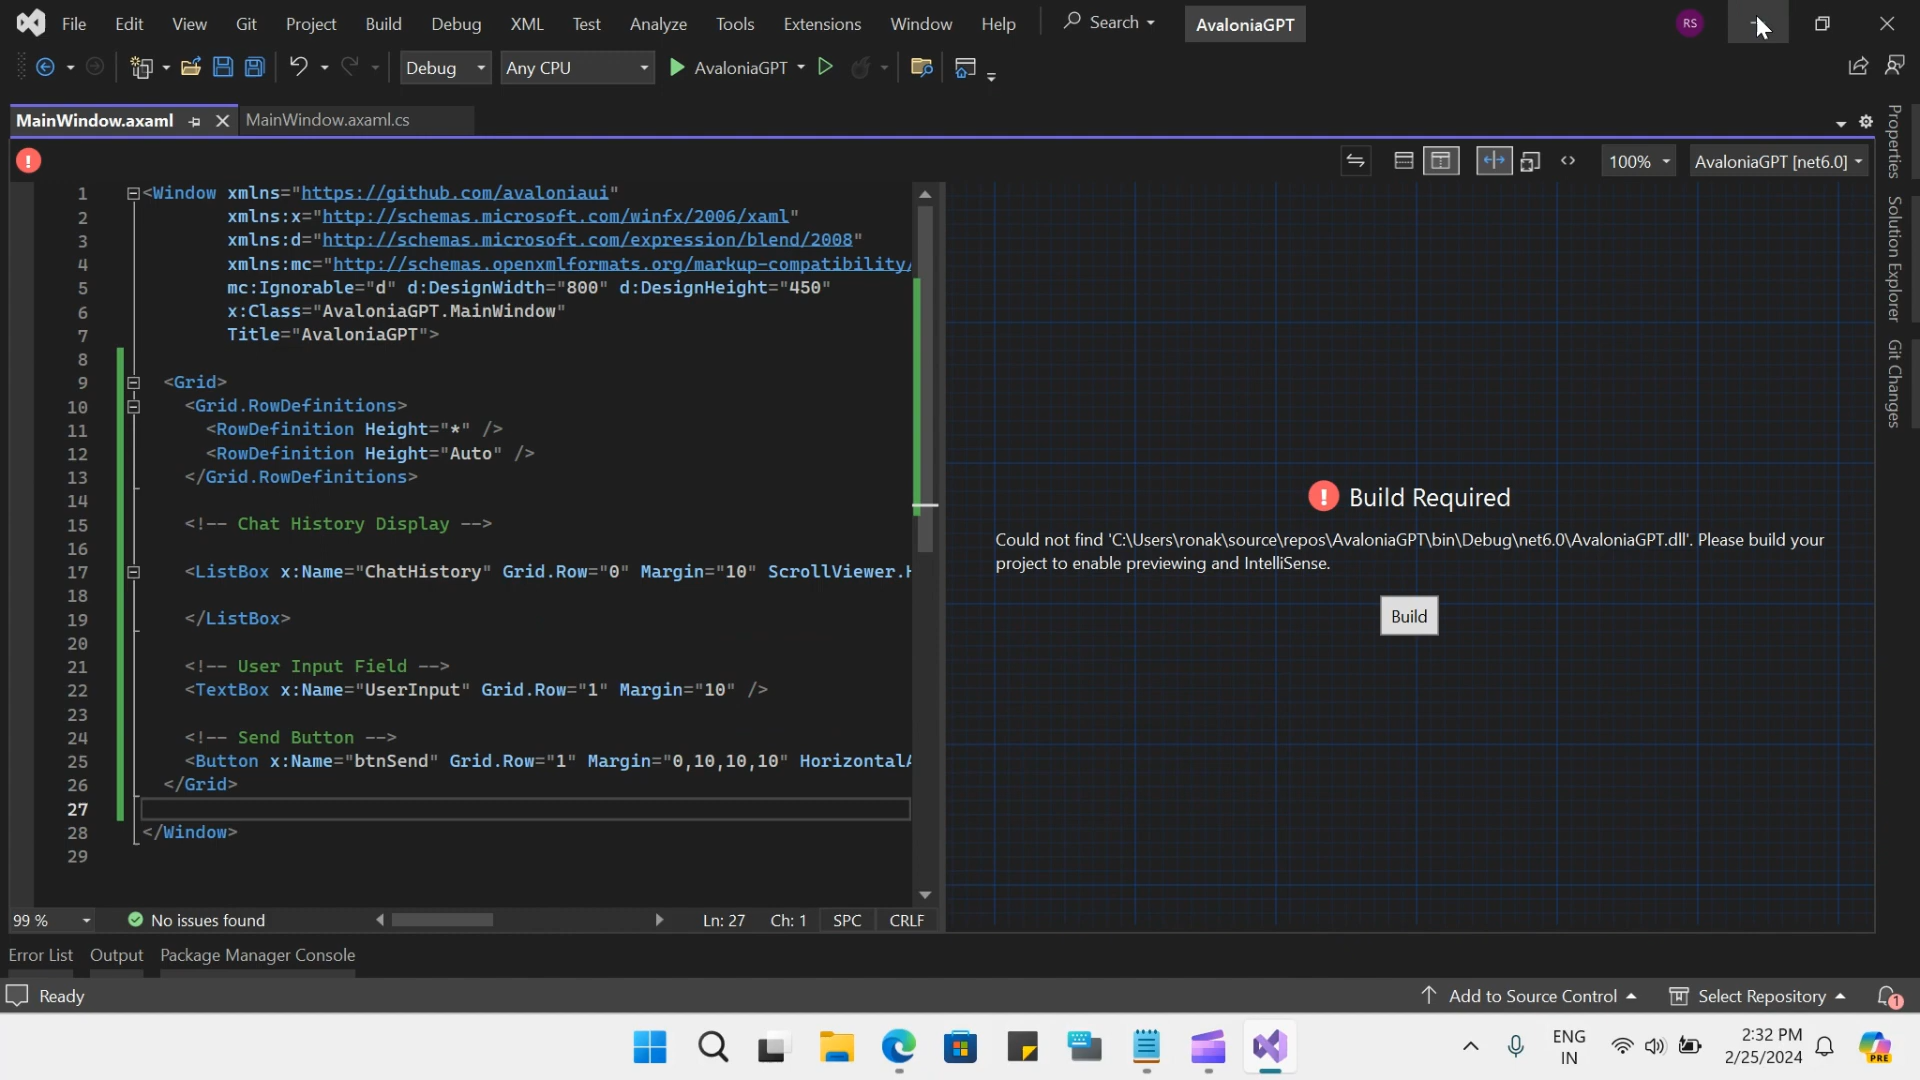 File Edit View Git Project Build Debug XML Test Analyze Tools Extensions Window Help Search AvaloniaGPT RS
Debug Any CPU AvaloniaGPT
MainWindow.axaml MainWindow.axaml.cs
100% AvaloniaGPT [net6.0]
Properties
Solution Explorer
Git Changes
1 <Window xmlns="https://github.com/avaloniaui"
2 xmlns:x="http://schemas.microsoft.com/winfx/2006/xaml"
3 xmlns:d="http://schemas.microsoft.com/expression/blend/2008"
4 xmlns:mc="http://schemas.openxmlformats.org/markup-compatibility/
5 mc:Ignorable="d" d:DesignWidth="800" d:DesignHeight="450"
6 x:Class="AvaloniaGPT.MainWindow"
7 Title="AvaloniaGPT">
8
9 <Grid>
10 <Grid.RowDefinitions>
11 <RowDefinition Height="*" />
12 <RowDefinition Height="Auto" />
13 </Grid.RowDefinitions>
14
15 <!-- Chat History Display -->
16
17 <ListBox x:Name="ChatHistory" Grid.Row="0" Margin="10" ScrollViewer.H
18
19 </ListBox>
20
21 <!-- User Input Field -->
22 <TextBox x:Name="UserInput" Grid.Row="1" Margin="10" />
23
24 <!-- Send Button -->
25 <Button x:Name="btnSend" Grid.Row="1" Margin="0,10,10,10" HorizontalA
26 </Grid>
27
28 </Window>
29
Build Required
Could not find 'C:\Users\ronak\source\repos\AvaloniaGPT\bin\Debug\net6.0\AvaloniaGPT.dll'. Please build your
project to enable previewing and IntelliSense.
Build
99 % No issues found Ln: 27 Ch: 1 SPC CRLF
Error List Output Package Manager Console
Ready Add to Source Control Select Repository 1
ENG
IN
2:32 PM
2/25/2024
PRE